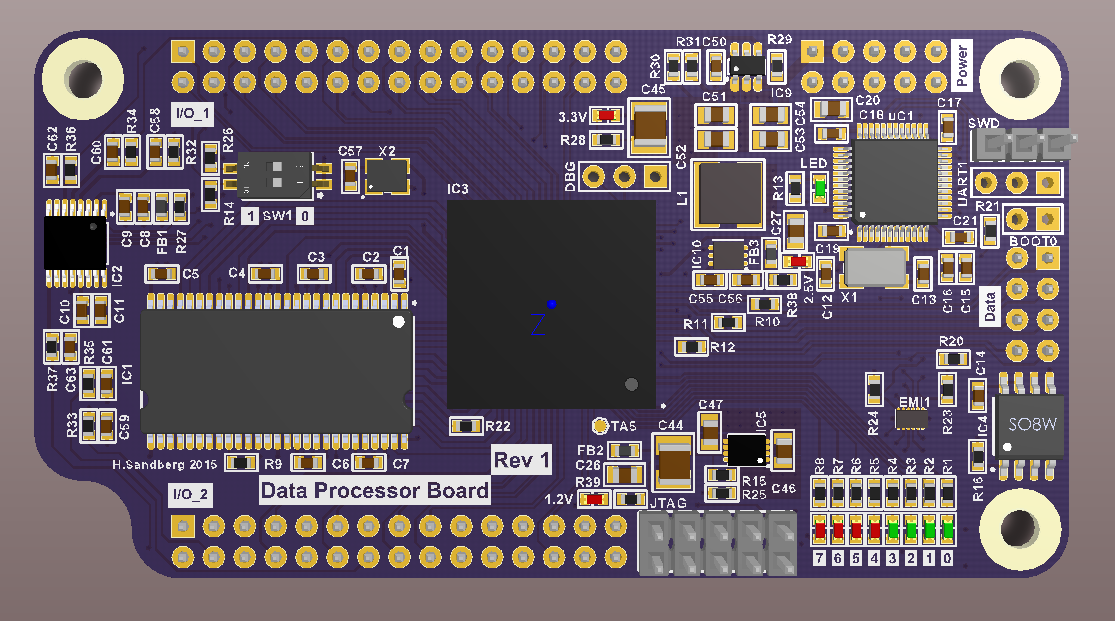 R31 C50
R29
R30
IC9
Power
C45
C51
C54
C53
C20
C18
uC1
C17
SWD
I/O_1
3.3V
R28
C62
R36
C60
R34
C58
R32
R26
C57
X2
DBG
C52
LED
R13
UART1
IC3
L1
R21
C9
C8
FB1
R27
R14
1 SW1 0
C27
C21
BOOT0
IC2
C5
C4
C3
C2
C1
IC10
FB3
C19
C55
C56
R38
2.5V
C12
X1
C13
C16
C15
C10
C11
R10
R11
R12
Data
R37
C63
R35
C61
IC1
R20
C14
R33
C59
R24
EMI1
R23
IC4
SO8W
R22
TA5
C47
IC5
C44
H.Sandberg 2015
R9
C6
C7
Rev 1
FB2
C26
R39
R15
R25
C46
R16
I/O_2
Data Processor Board
1.2V
JTAG
R8
R7
R6
R5
R4
R3
R2
R1
7 6 5 4 3 2 1 0